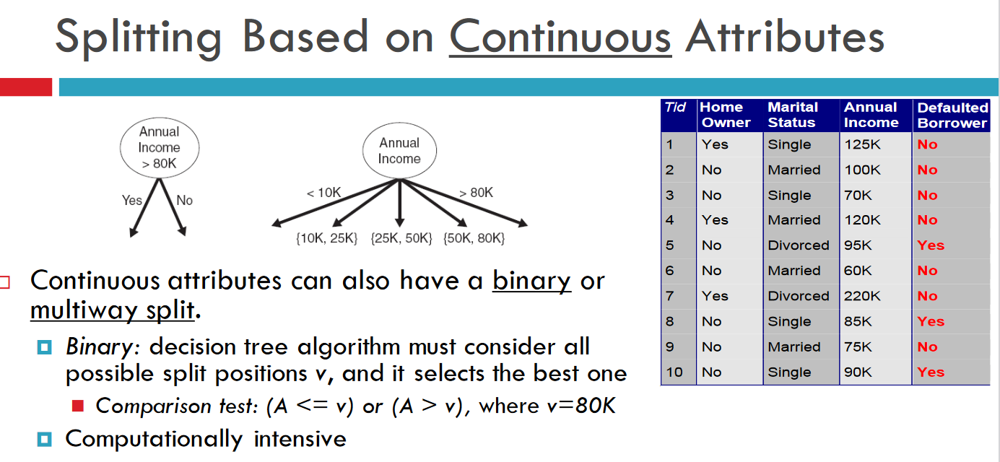 Splitting Based on Continuous Attributes
Annual
Income
> 80K
Yes
No
Annual
Income
< 10K
> 80K
{10K, 25K} {25K, 50K} {50K, 80K}
Continuous attributes can also have a binary or
multiway split.
Binary: decision tree algorithm must consider all
possible split positions v, and it selects the best one
Comparison test: (A <= v) or (A > v), where v=80K
Computationally intensive
Tid Home Owner Marital Status Annual Income Defaulted Borrower
1 Yes Single 125K No
2 No Married 100K No
3 No Single 70K No
4 Yes Married 120K No
5 No Divorced 95K Yes
6 No Married 60K No
7 Yes Divorced 220K No
8 No Single 85K Yes
9 No Married 75K No
10 No Single 90K Yes